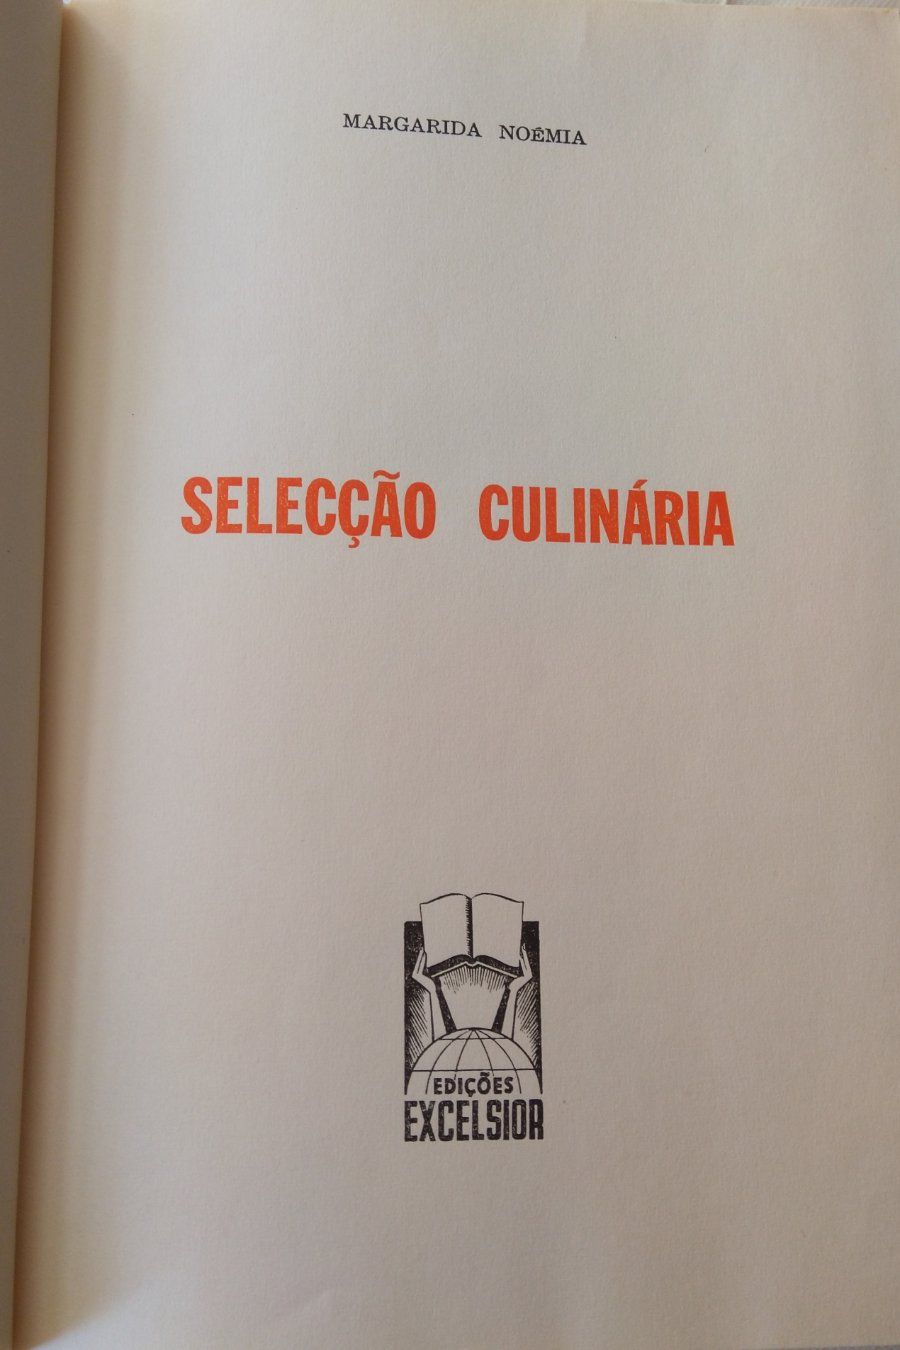 MARGARIDA NOÉMIA
SELECÇÃO CULINÁRIA
EDIÇÕES
EXCELSIOR